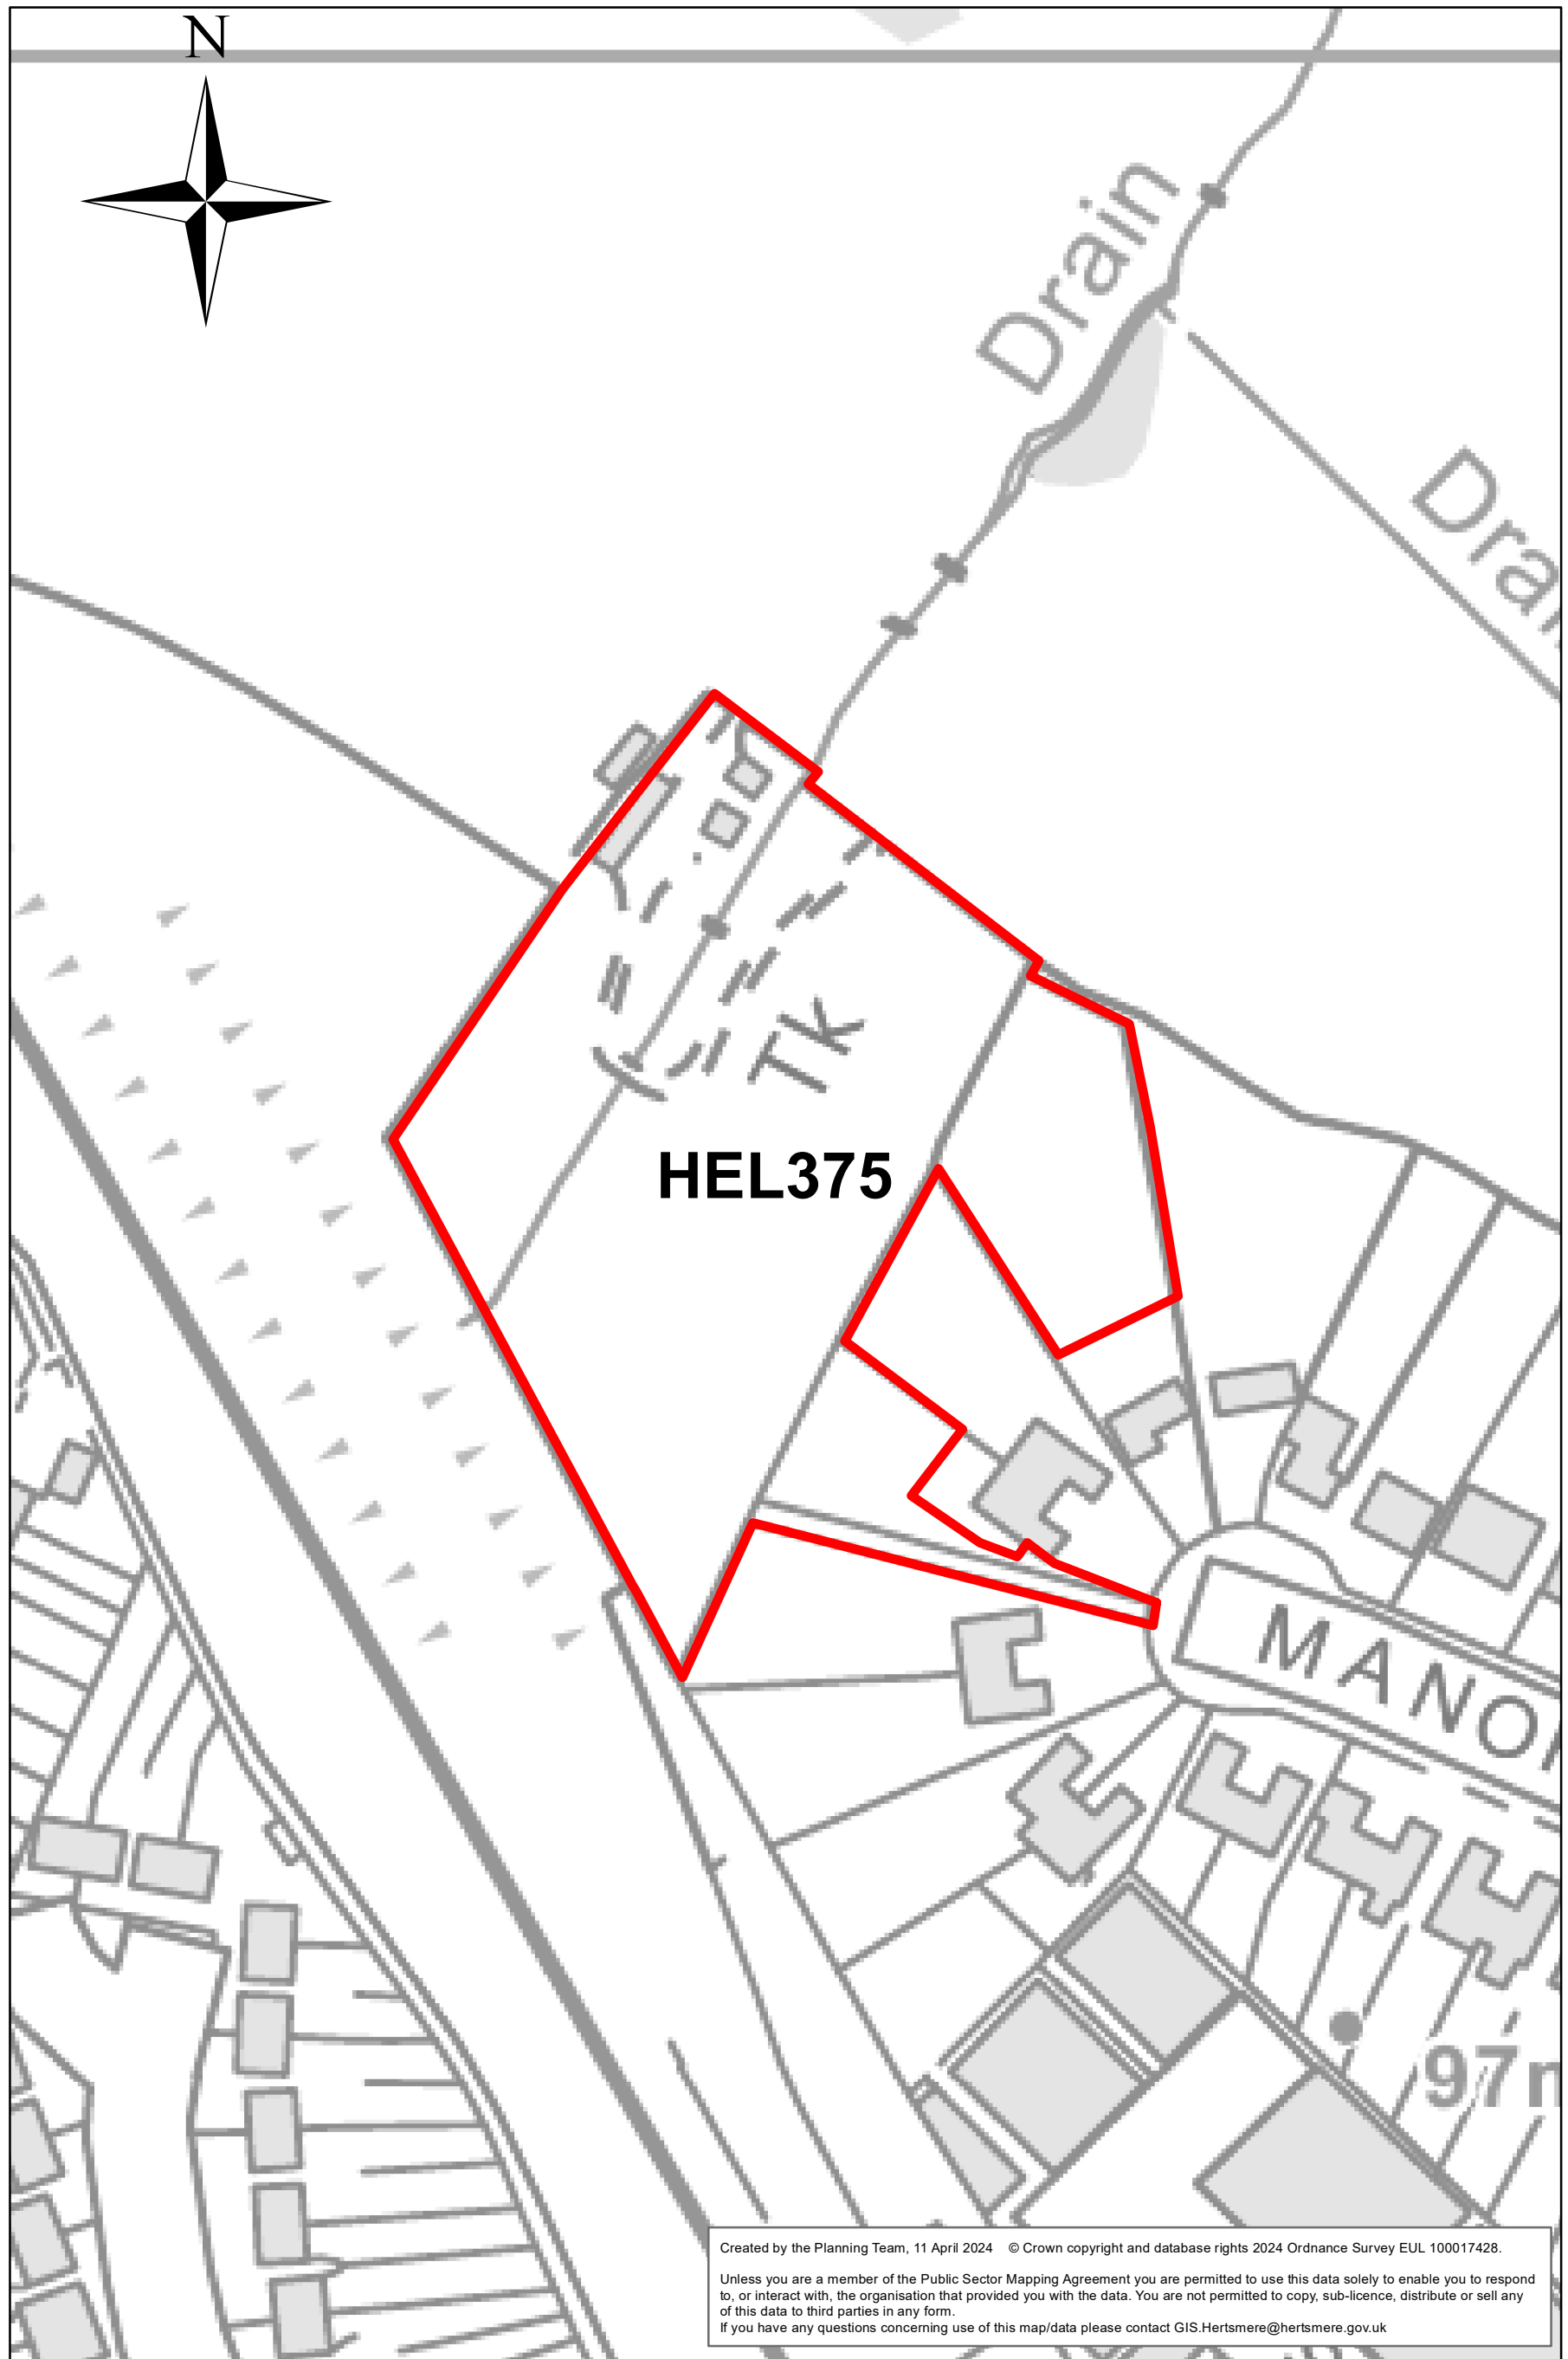 N
Drain
Drai
Tk
HEL375
MANO
97m
Created by the Planning Team, 11 April 2024 © Crown copyright and database rights 2024 Ordnance Survey EUL 100017428.
Unless you are a member of the Public Sector Mapping Agreement you are permitted to use this data solely to enable you to respond
to, or interact with, the organisation that provided you with the data. You are not permitted to copy, sub-licence, distribute or sell any
of this data to third parties in any form.
If you have any questions concerning use of this map/data please contact GIS.Hertsmere@hertsmere.gov.uk